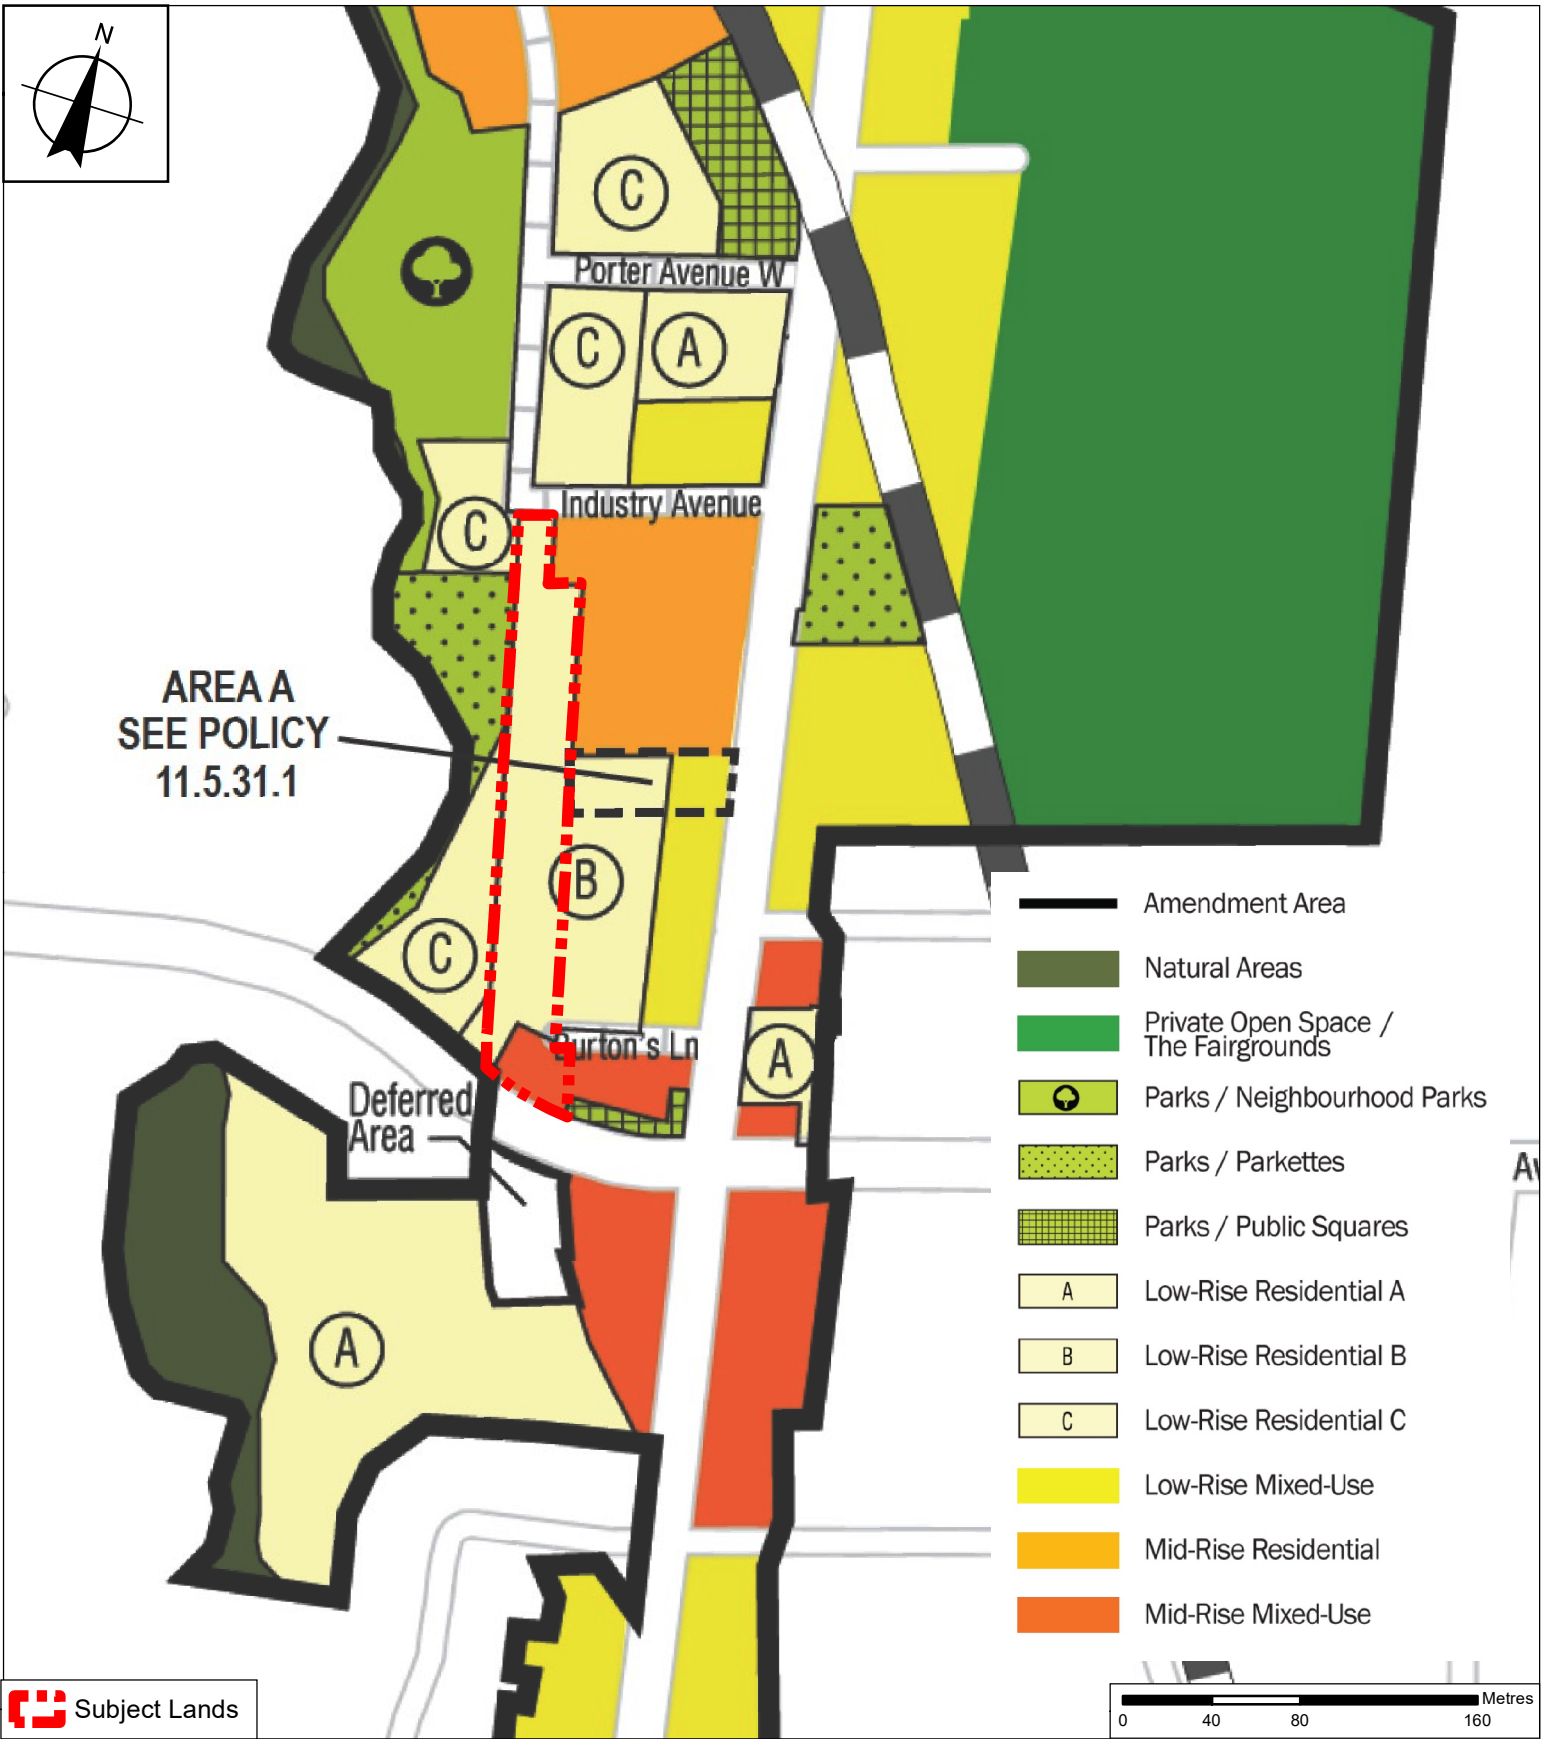 N
C
Porter Avenue W
C
A
C
Industry Avenue
AREA A
SEE POLICY
11.5.31.1
B
C
Burton's Ln
A
Deferred
Area
A
Amendment Area
Natural Areas
Private Open Space /
The Fairgrounds
Parks / Neighbourhood Parks
Parks / Parkettes
Parks / Public Squares
A Low-Rise Residential A
B Low-Rise Residential B
C Low-Rise Residential C
Low-Rise Mixed-Use
Mid-Rise Residential
Mid-Rise Mixed-Use
Subject Lands
Metres
0 40 80 160